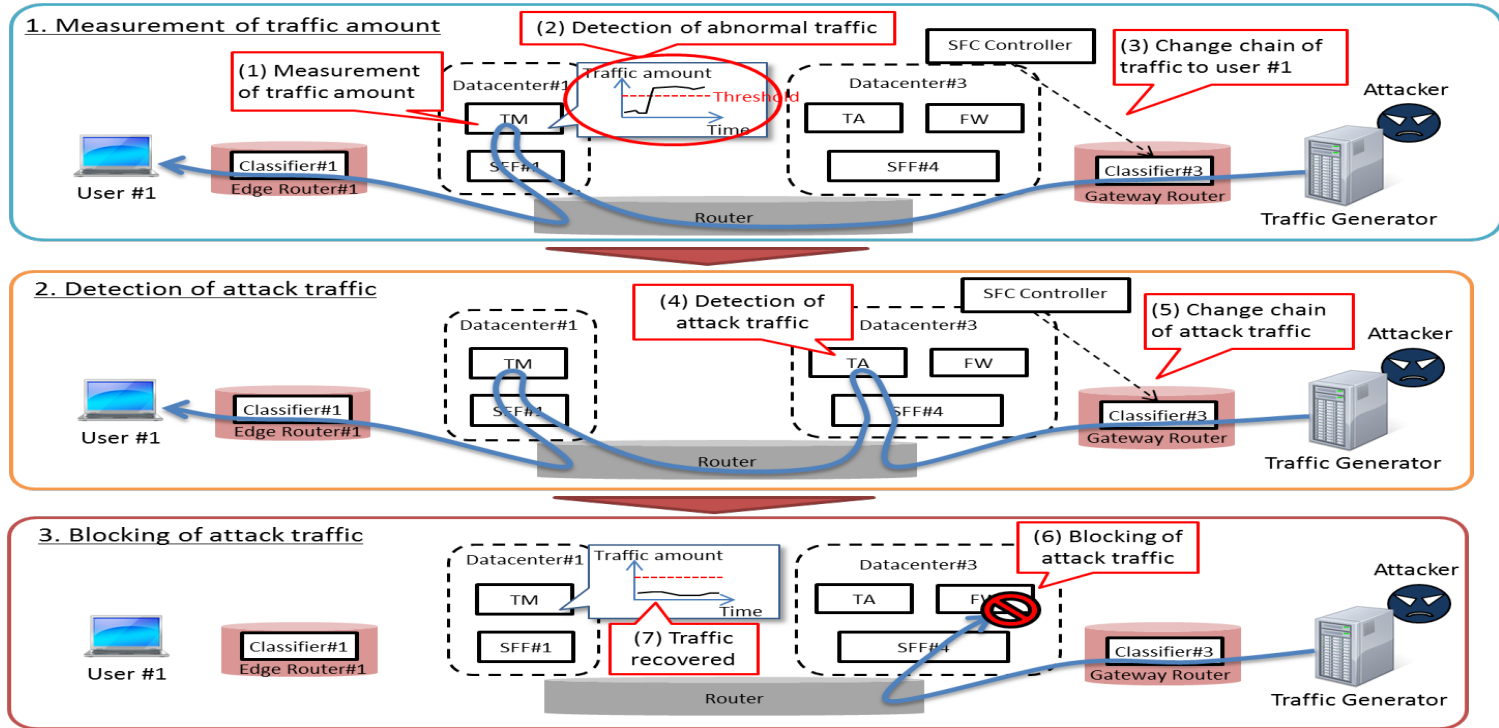 1. Measurement of traffic amount
(2) Detection of abnormal traffic
SFC Controller
(3) Change chain of
traffic to user #1
(1) Measurement
of traffic amount
Datacenter#1
Traffic amount
Threshold
Time
Datacenter#3
Attacker
TM
TA
FW
Classifier#1
SFF#1
SFF#4
Classifier#3
User #1
Edge Router#1
Gateway Router
Router
Traffic Generator
2. Detection of attack traffic
(4) Detection of
attack traffic
SFC Controller
(5) Change chain
of attack traffic
Datacenter#1
Datacenter#3
Attacker
TM
TA
FW
Classifier#1
SFF#1
SFF#4
Classifier#3
User #1
Edge Router#1
Gateway Router
Router
Traffic Generator
3. Blocking of attack traffic
(6) Blocking of
attack traffic
Datacenter#1
Traffic amount
Time
Datacenter#3
Attacker
TM
TA
FW
(7) Traffic
recovered
Classifier#1
SFF#1
SFF#4
Classifier#3
User #1
Edge Router#1
Gateway Router
Router
Traffic Generator